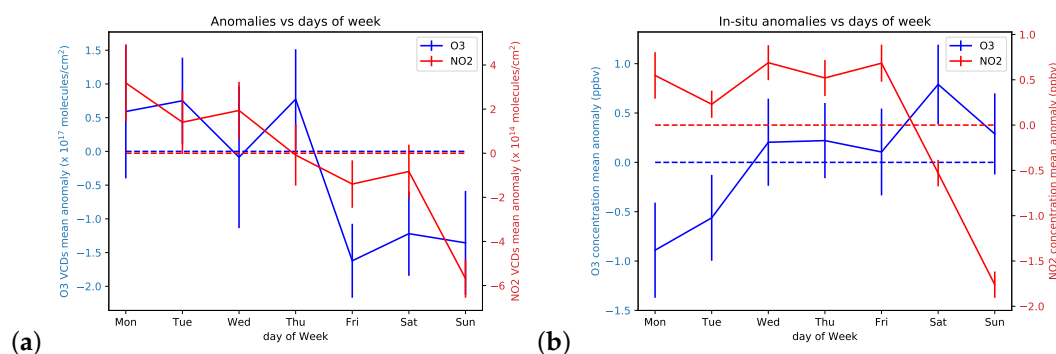 Anomalies vs days of week
O3
NO2
O3 VCDs mean anomaly (x 10^17 molecules/cm^2)
1.5
1.0
0.5
0.0
−0.5
−1.0
−1.5
−2.0
NO2 VCDs mean anomaly (x 10^14 molecules/cm^2)
4
2
0
−2
−4
−6
Mon Tue Wed Thu Fri Sat Sun
day of Week
(a)
In-situ anomalies vs days of week
O3
NO2
O3 concentration mean anomaly (ppbv)
1.0
0.5
0.0
−0.5
−1.0
−1.5
NO2 concentration mean anomaly (ppbv)
1.0
0.5
0.0
−0.5
−1.0
−1.5
−2.0
Mon Tue Wed Thu Fri Sat Sun
day of Week
(b)